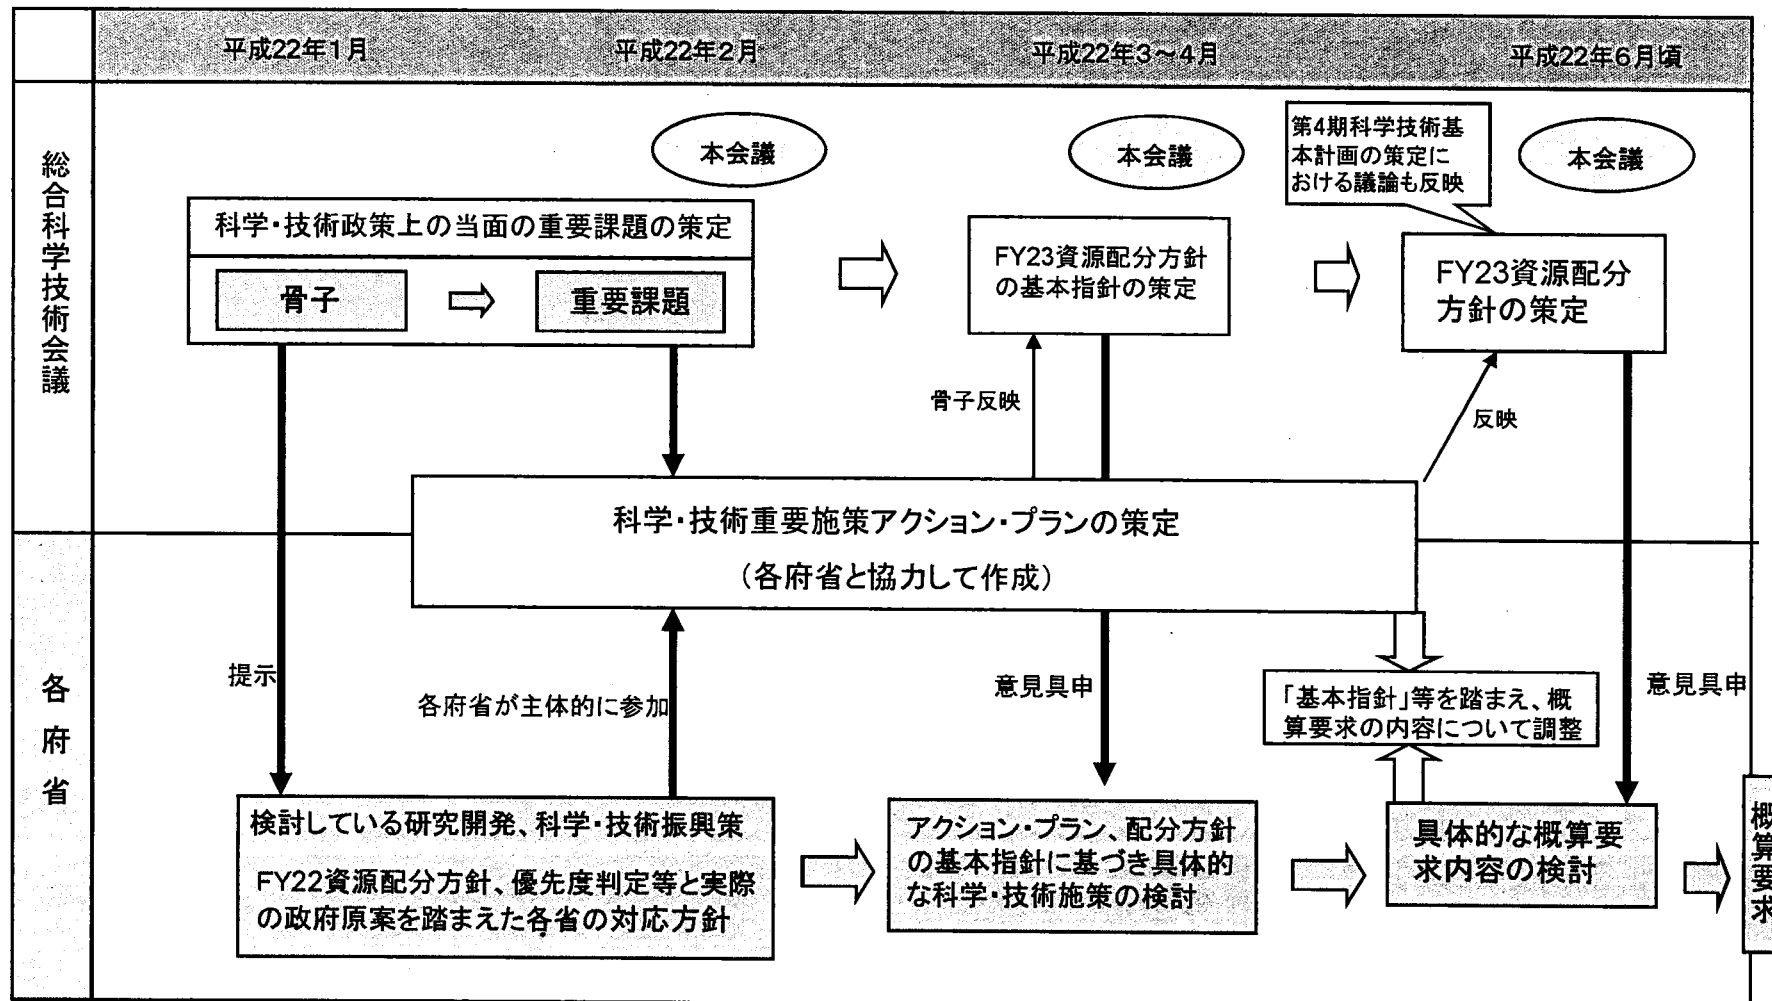 平成22年1月
平成22年2月
平成22年3～4月
平成22年6月頃
総合科学技術会議
本会議
本会議
第4期科学技術基
本計画の策定に
おける議論も反映
本会議
科学・技術政策上の当面の重要課題の策定
骨子
重要課題
FY23資源配分方針
の基本指針の策定
FY23資源配分
方針の策定
骨子反映
反映
科学・技術重要施策アクション・プランの策定
（各府省と協力して作成）
各府省
提示
各府省が主体的に参加
意見具申
「基本指針」等を踏まえ、概
算要求の内容について調整
意見具申
検討している研究開発、科学・技術振興策
FY22資源配分方針、優先度判定等と実際
の政府原案を踏まえた各省の対応方針
アクション・プラン、配分方針
の基本指針に基づき具体的
な科学・技術施策の検討
具体的な概算要
求内容の検討
概算要求